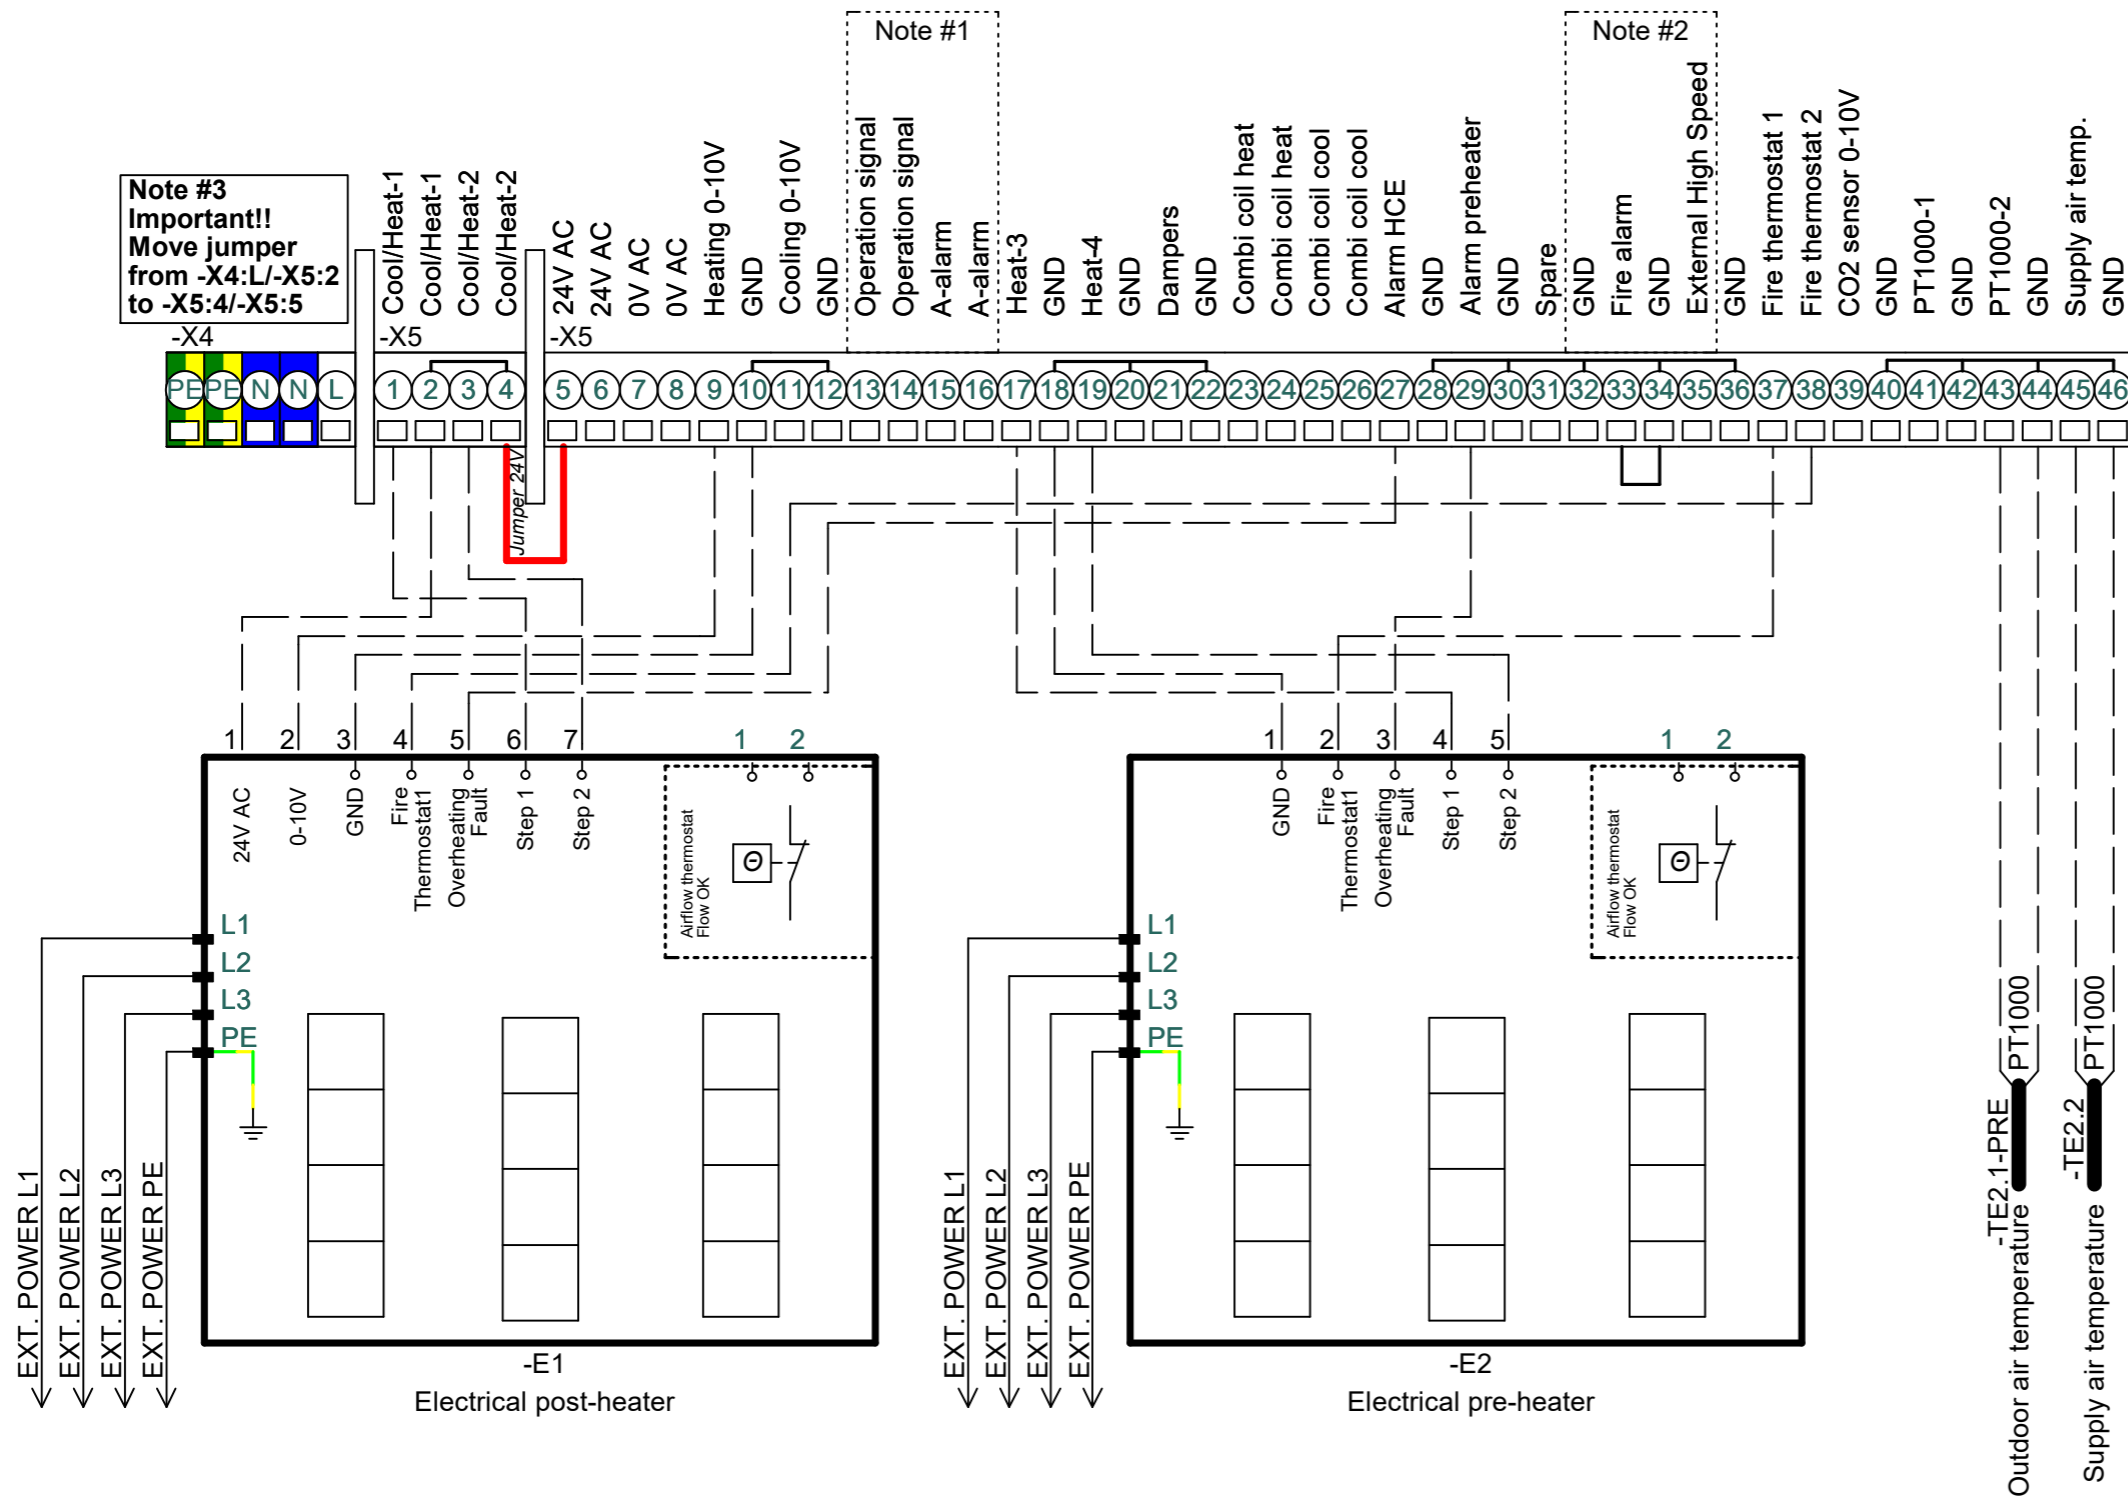 Note #1
Note #2
Note #3
Important!!
Move jumper
from -X4:L/-X5:2
to -X5:4/-X5:5
Cool/Heat-1
Cool/Heat-1
Cool/Heat-2
Cool/Heat-2
24V AC
24V AC
0V AC
0V AC
Heating 0-10V
GND
Cooling 0-10V
GND
Operation signal
Operation signal
A-alarm
A-alarm
Heat-3
GND
Heat-4
GND
Dampers
GND
Combi coil heat
Combi coil heat
Combi coil cool
Combi coil cool
Alarm HCE
GND
Alarm preheater
GND
Spare
GND
Fire alarm
GND
External High Speed
GND
Fire thermostat 1
Fire thermostat 2
CO2 sensor 0-10V
GND
PT1000-1
GND
PT1000-2
GND
Supply air temp.
GND
-X4 -X5 -X5
PE PE N N L 1 2 3 4 5 6 7 8 9 10 11 12 13 14 15 16 17 18 19 20 21 22 23 24 25 26 27 28 29 30 31 32 33 34 35 36 37 38 39 40 41 42 43 44 45 46
Jumper 24V
1 2 3 4 5 6 7 1 2
24V AC
0-10V
GND
Fire
Thermostat1
Overheating
Fault
Step 1
Step 2
Airflow thermostat
Flow OK
Θ
L1
L2
L3
PE
EXT. POWER L1
EXT. POWER L2
EXT. POWER L3
EXT. POWER PE
-E1
Electrical post-heater
1 2 3 4 5 1 2
GND
Fire
Thermostat1
Overheating
Fault
Step 1
Step 2
Airflow thermostat
Flow OK
Θ
L1
L2
L3
PE
EXT. POWER L1
EXT. POWER L2
EXT. POWER L3
EXT. POWER PE
-E2
Electrical pre-heater
PT1000
-TE2.1-PRE
Outdoor air temperature
PT1000
-TE2.2
Supply air temperature